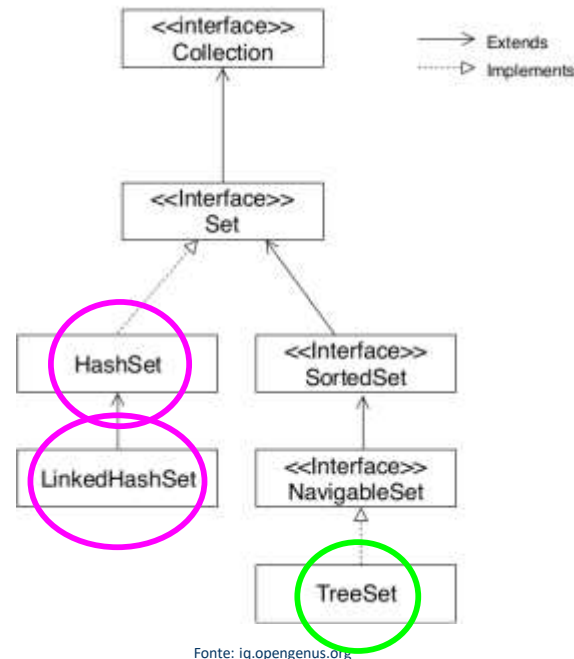 <<interface>>
Collection
Extends
Implements
<<Interface>>
Set
HashSet
<<Interface>>
SortedSet
LinkedHashSet
<<Interface>>
NavigableSet
TreeSet
Fonte: iq.opengenus.org